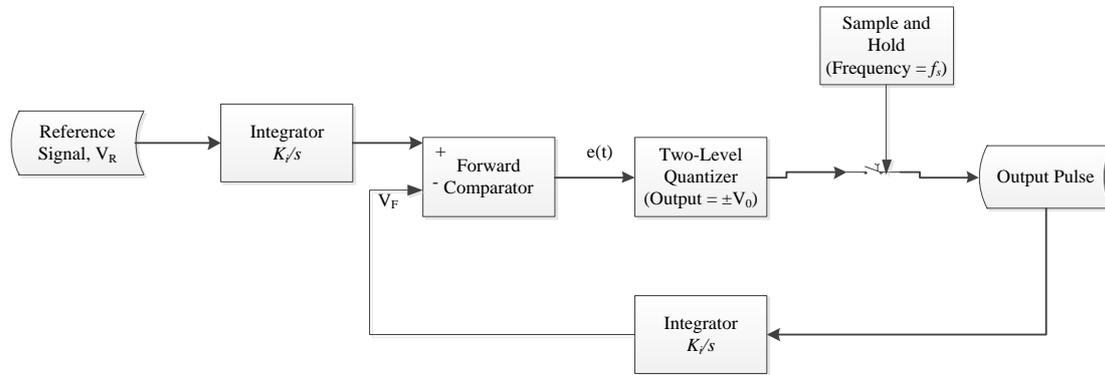 Sample and
Hold
(Frequency = fs)
Reference
Signal, VR
Integrator
Ki/s
+
-
Forward
Comparator
VF
e(t)
Two-Level
Quantizer
(Output = ±V0)
Output Pulse
Integrator
Ki/s